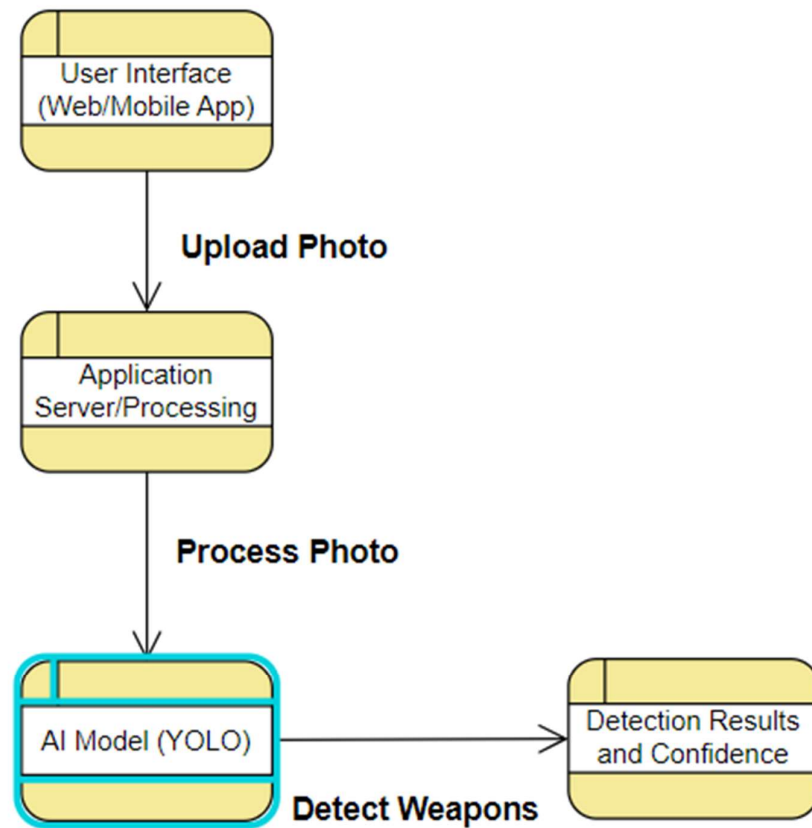 User Interface
(Web/Mobile App)
Upload Photo
Application
Server/Processing
Process Photo
AI Model (YOLO)
Detect Weapons
Detection Results
and Confidence